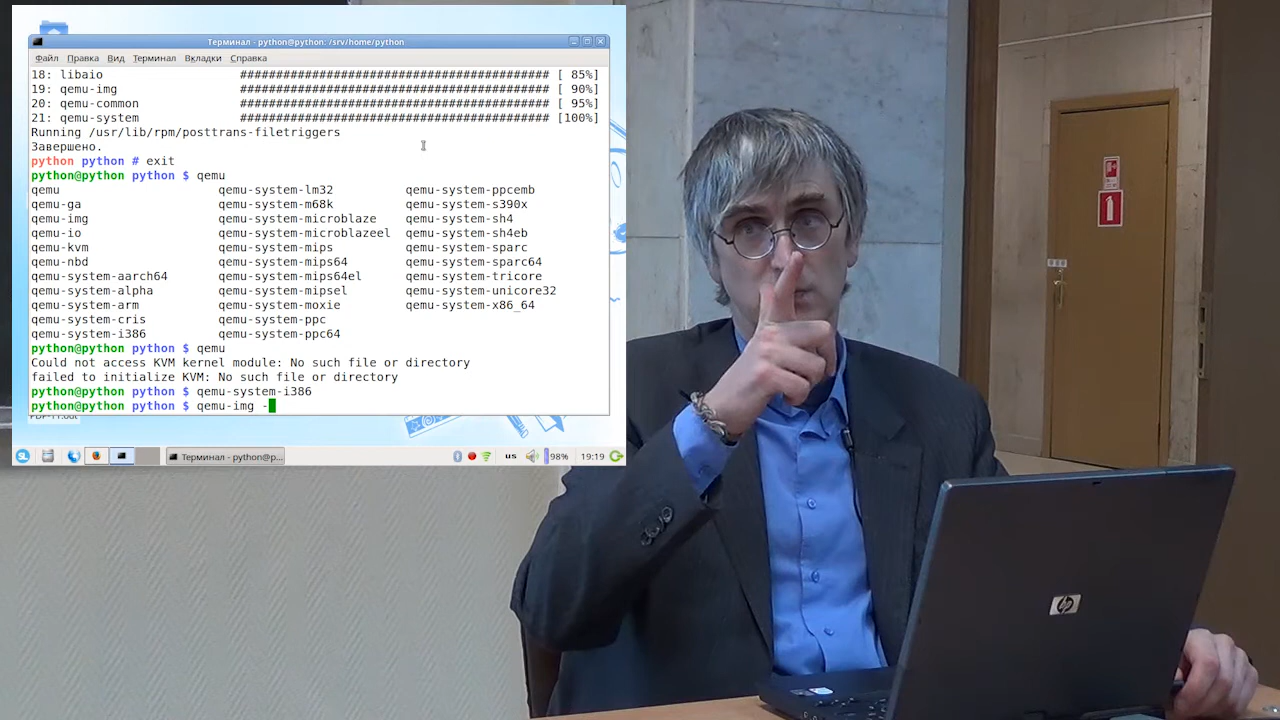 Терминал - python@python: /srv/home/python
Файл Правка Вид Терминал Вкладки Справка
18: libaio ########################################### [ 85%]
19: qemu-img ########################################### [ 90%]
20: qemu-common ########################################### [ 95%]
21: qemu-system ########################################### [100%]
Running /usr/lib/rpm/posttrans-filetriggers
Завершено.
python python # exit
python@python python $ qemu
qemu qemu-system-lm32 qemu-system-ppcemb
qemu-ga qemu-system-m68k qemu-system-s390x
qemu-img qemu-system-microblaze qemu-system-sh4
qemu-io qemu-system-microblazeel qemu-system-sh4eb
qemu-kvm qemu-system-mips qemu-system-sparc
qemu-nbd qemu-system-mips64 qemu-system-sparc64
qemu-system-aarch64 qemu-system-mips64el qemu-system-tricore
qemu-system-alpha qemu-system-mipsel qemu-system-unicore32
qemu-system-arm qemu-system-moxie qemu-system-x86_64
qemu-system-cris qemu-system-ppc
qemu-system-i386 qemu-system-ppc64
python@python python $ qemu
Could not access KVM kernel module: No such file or directory
failed to initialize KVM: No such file or directory
python@python python $ qemu-system-i386
python@python python $ qemu-img -
Терминал - python@p... us 98% 19:19
hp